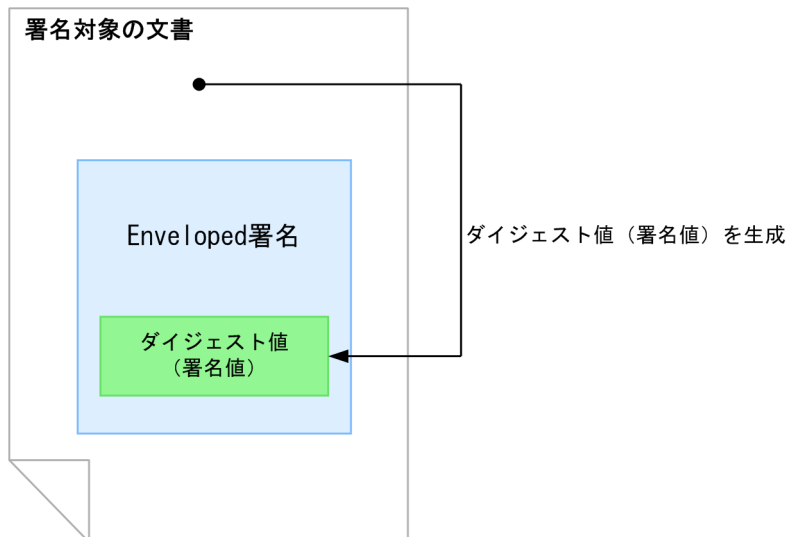 署名対象の文書
Enveloped署名
ダイジェスト値（署名値）を生成
ダイジェスト値
（署名値）